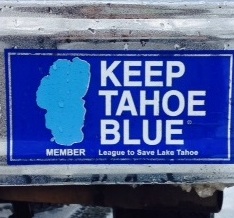 KEEP
TAHOE
BLUE®
MEMBER League to Save Lake Tahoe